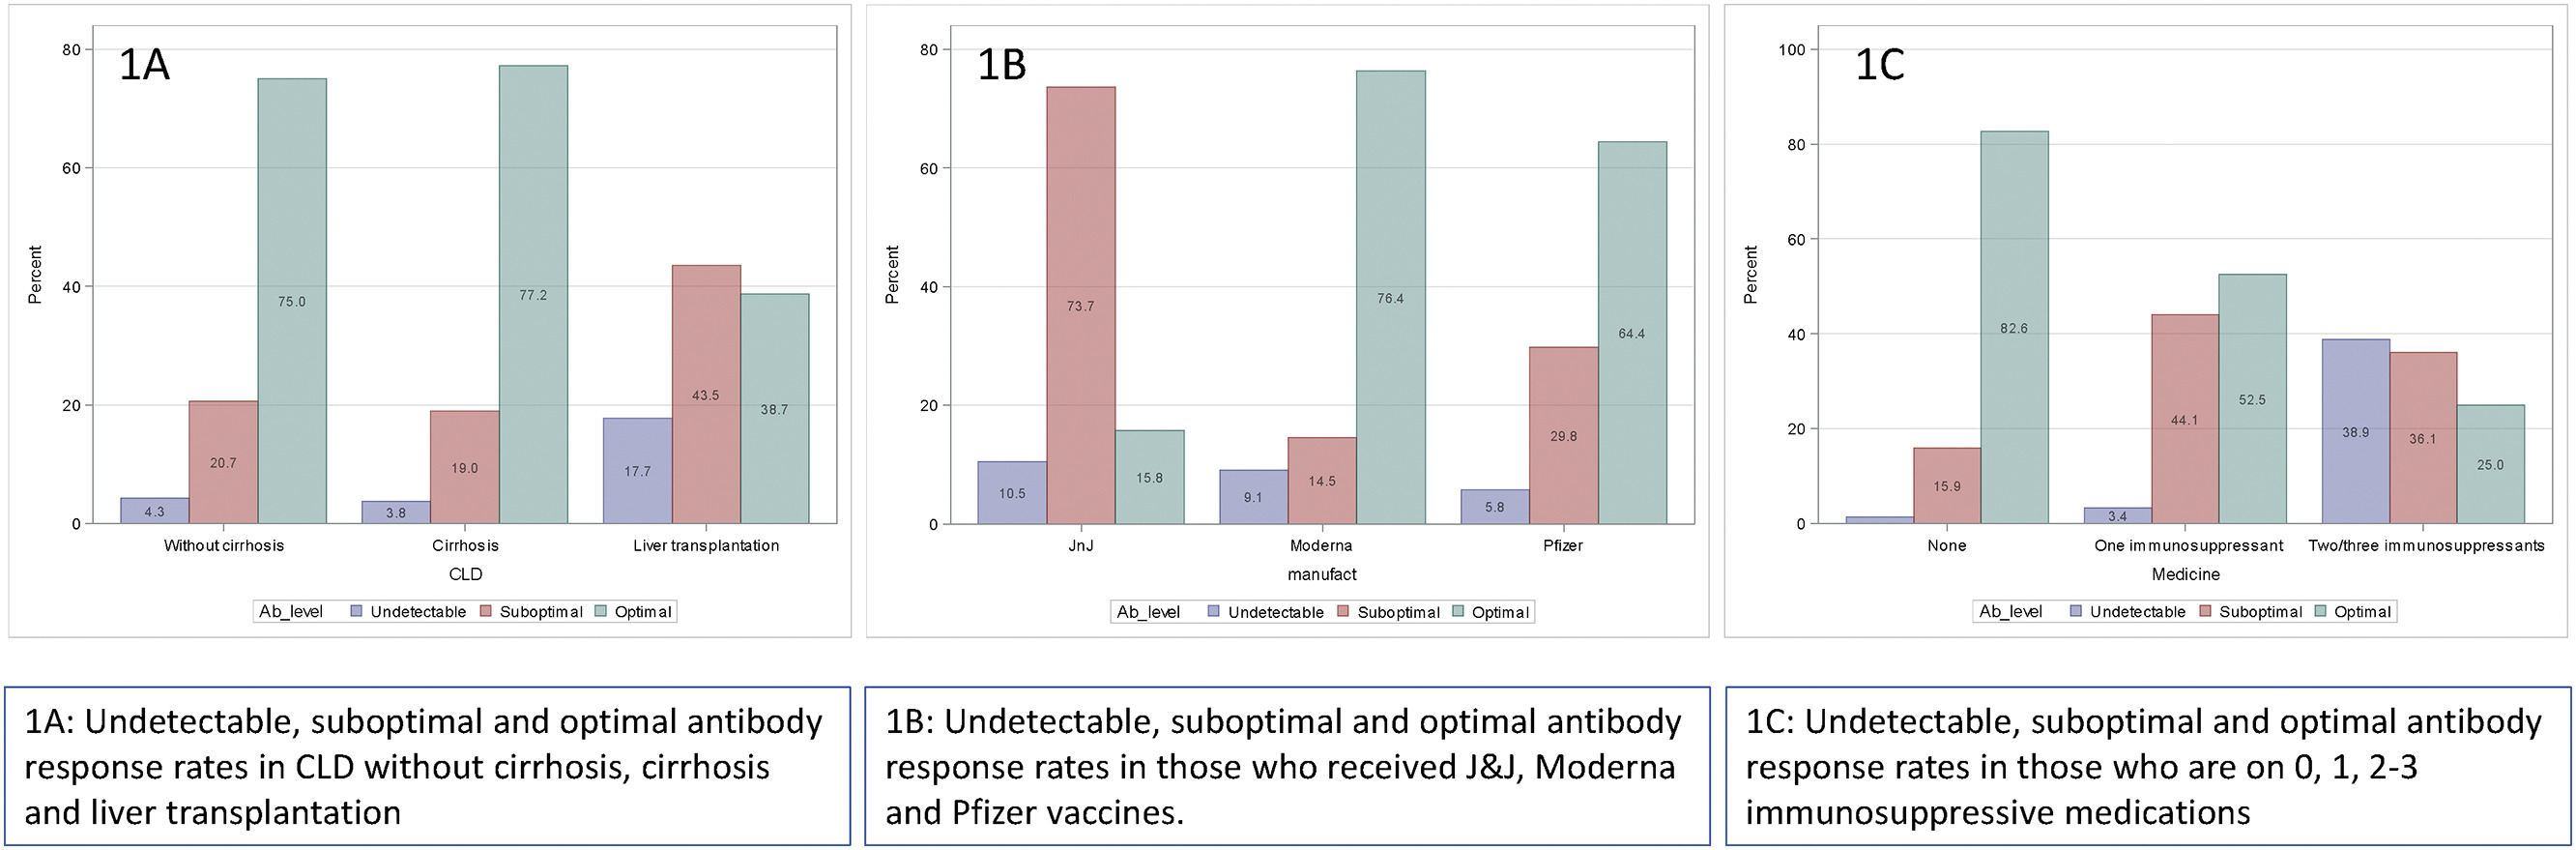 1A
80
60
40
20
0
Percent
4.3
20.7
75.0
3.8
19.0
77.2
17.7
43.5
38.7
Without cirrhosis
Cirrhosis
Liver transplantation
CLD
Ab_level Undetectable Suboptimal Optimal
1B
80
60
40
20
0
Percent
10.5
73.7
15.8
9.1
14.5
76.4
5.8
29.8
64.4
JnJ
Moderna
Pfizer
manufact
Ab_level Undetectable Suboptimal Optimal
1C
100
80
60
40
20
0
Percent
15.9
82.6
3.4
44.1
52.5
38.9
36.1
25.0
None
One immunosuppressant
Two/three immunosuppressants
Medicine
Ab_level Undetectable Suboptimal Optimal
1A: Undetectable, suboptimal and optimal antibody
response rates in CLD without cirrhosis, cirrhosis
and liver transplantation
1B: Undetectable, suboptimal and optimal antibody
response rates in those who received J&J, Moderna
and Pfizer vaccines.
1C: Undetectable, suboptimal and optimal antibody
response rates in those who are on 0, 1, 2-3
immunosuppressive medications